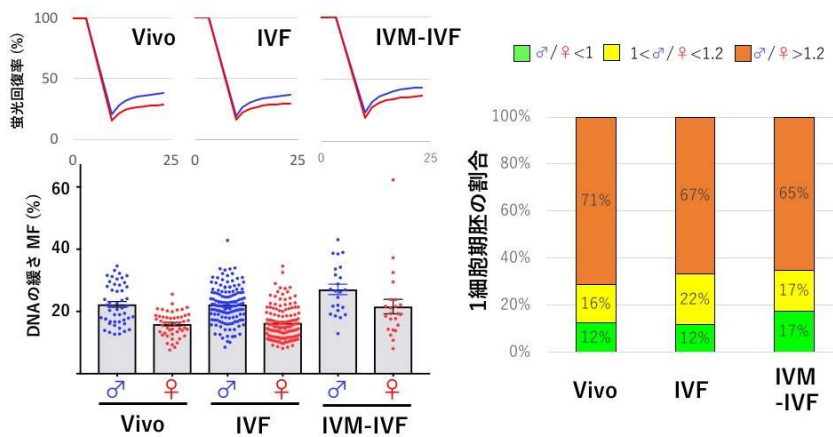 Vivo
IVF
IVM-IVF
蛍光回復率 (%)
100
50
0
0
25
0
25
0
25
DNAの緩さ MF (%)
60
40
20
♂ ♀ ♂ ♀ ♂ ♀
Vivo IVF IVM-IVF
♂/♀<1 1<♂/♀<1.2 ♂/♀>1.2
1細胞期胚の割合
100%
80%
60%
40%
20%
0%
71% 67% 65%
16% 22% 17%
12% 12% 17%
Vivo IVF IVM
-IVF